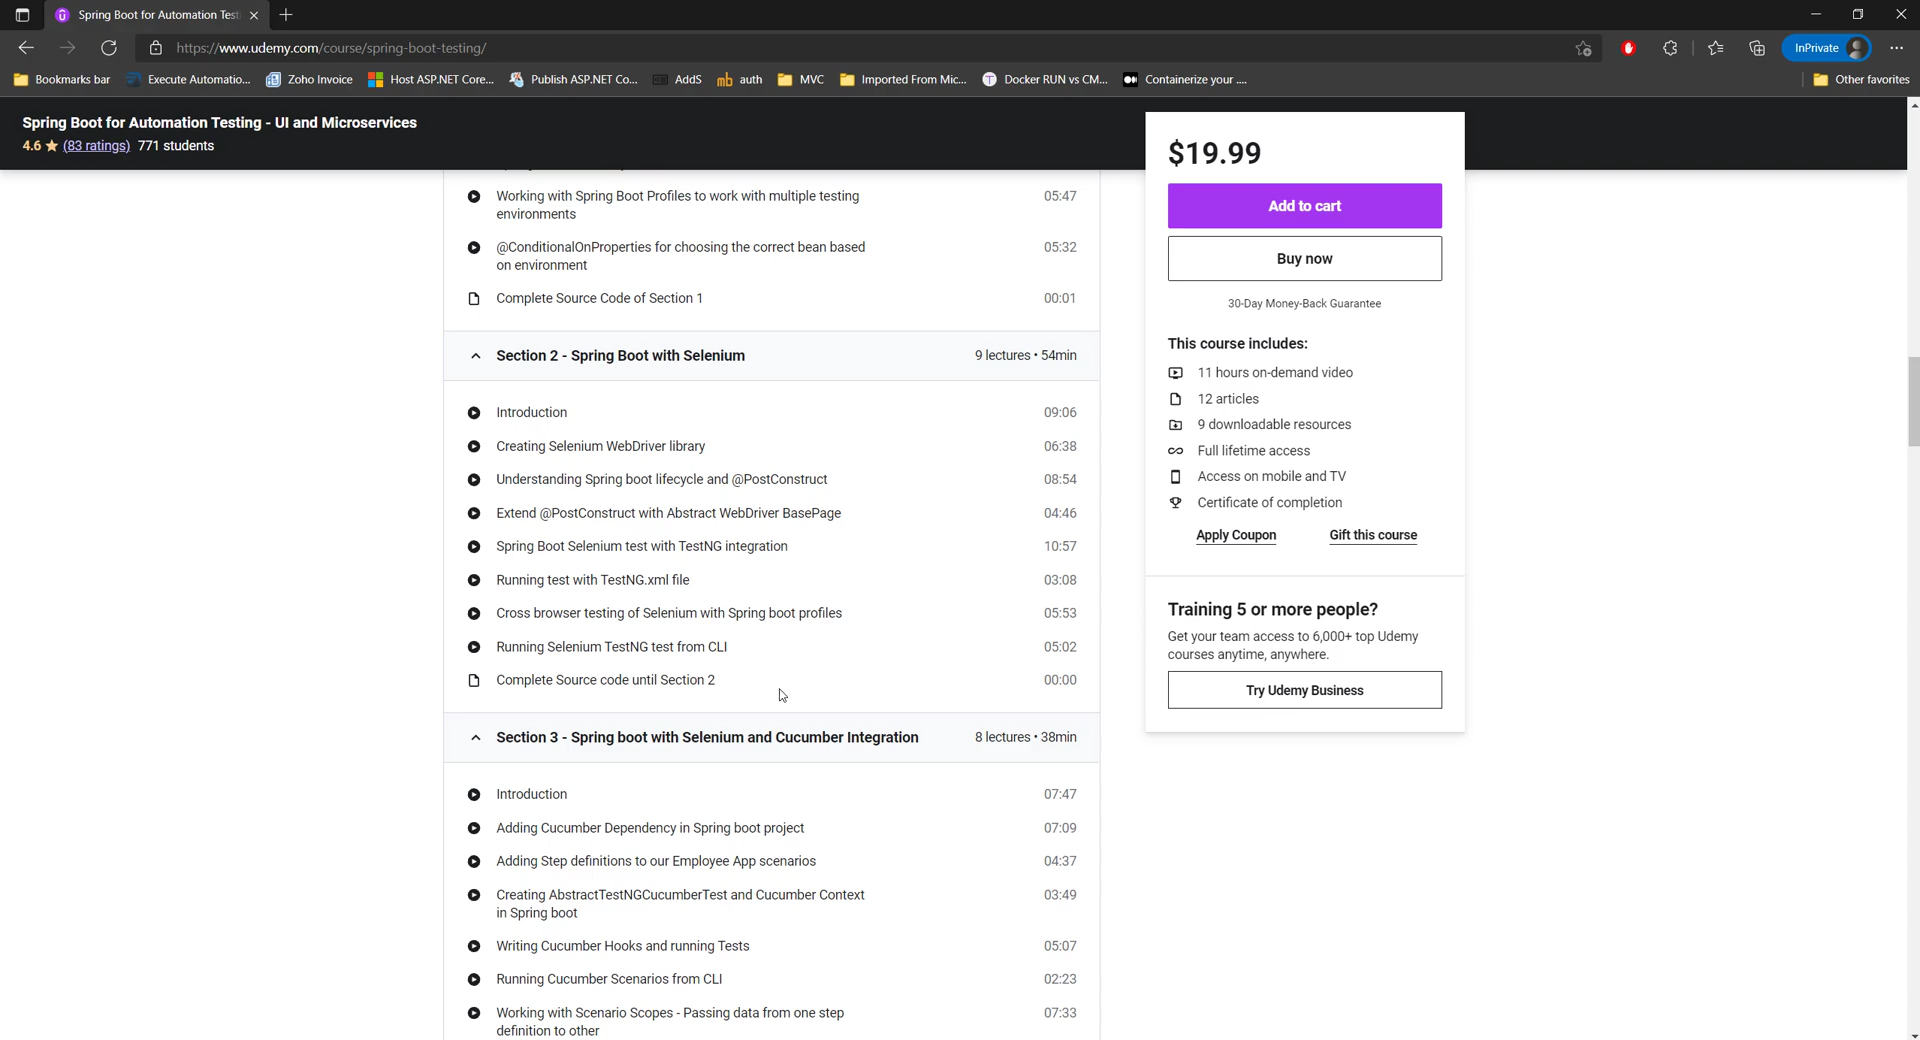 Spring Boot for Automation Test
https://www.udemy.com/course/spring-boot-testing/
InPrivate
Bookmarks bar
Execute Automatio...
Zoho Invoice
Host ASP.NET Core...
Publish ASP.NET Co...
AddS
auth
MVC
Imported From Mic...
Docker RUN vs CM...
Containerize your ....
Other favorites
Spring Boot for Automation Testing - UI and Microservices
4.6 (83 ratings) 771 students
Working with Spring Boot Profiles to work with multiple testing 05:47
environments
@ConditionalOnProperties for choosing the correct bean based 05:32
on environment
Complete Source Code of Section 1 00:01
Section 2 - Spring Boot with Selenium 9 lectures • 54min
Introduction 09:06
Creating Selenium WebDriver library 06:38
Understanding Spring boot lifecycle and @PostConstruct 08:54
Extend @PostConstruct with Abstract WebDriver BasePage 04:46
Spring Boot Selenium test with TestNG integration 10:57
Running test with TestNG.xml file 03:08
Cross browser testing of Selenium with Spring boot profiles 05:53
Running Selenium TestNG test from CLI 05:02
Complete Source code until Section 2 00:00
Section 3 - Spring boot with Selenium and Cucumber Integration 8 lectures • 38min
Introduction 07:47
Adding Cucumber Dependency in Spring boot project 07:09
Adding Step definitions to our Employee App scenarios 04:37
Creating AbstractTestNGCucumberTest and Cucumber Context 03:49
in Spring boot
Writing Cucumber Hooks and running Tests 05:07
Running Cucumber Scenarios from CLI 02:23
Working with Scenario Scopes - Passing data from one step 07:33
definition to other
$19.99
Add to cart
Buy now
30-Day Money-Back Guarantee
This course includes:
11 hours on-demand video
12 articles
9 downloadable resources
Full lifetime access
Access on mobile and TV
Certificate of completion
Apply Coupon Gift this course
Training 5 or more people?
Get your team access to 6,000+ top Udemy
courses anytime, anywhere.
Try Udemy Business